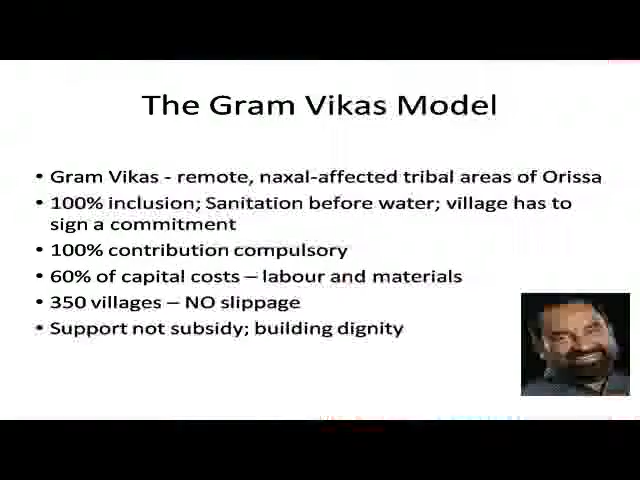 The Gram Vikas Model
• Gram Vikas - remote, naxal-affected tribal areas of Orissa
• 100% inclusion; Sanitation before water; village has to
sign a commitment
• 100% contribution compulsory
• 60% of capital costs – labour and materials
• 350 villages – NO slippage
• Support not subsidy; building dignity